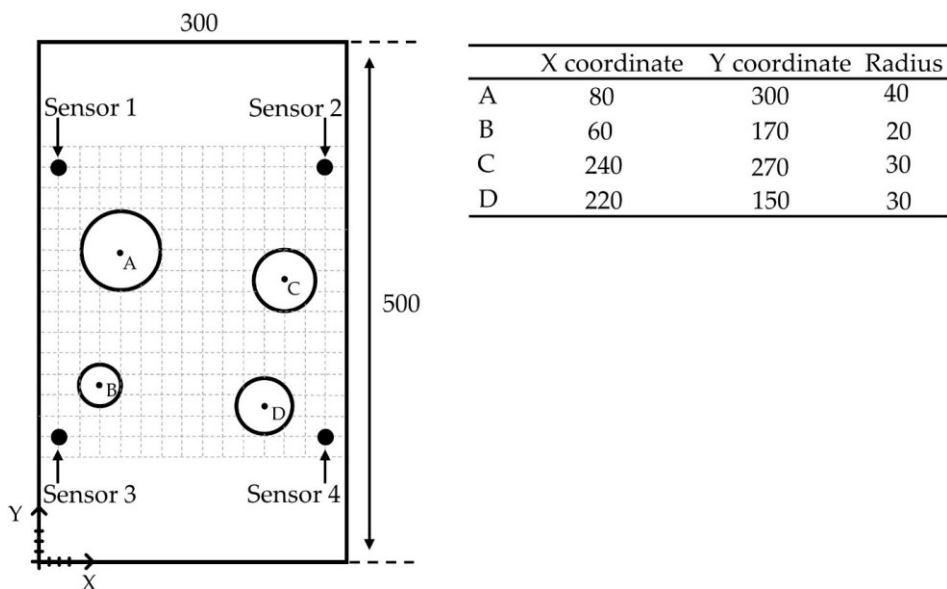 300
Sensor 1
Sensor 2
A
C
B
D
500
Sensor 3
Sensor 4
Y
X
X coordinate Y coordinate Radius
A 80 300 40
B 60 170 20
C 240 270 30
D 220 150 30